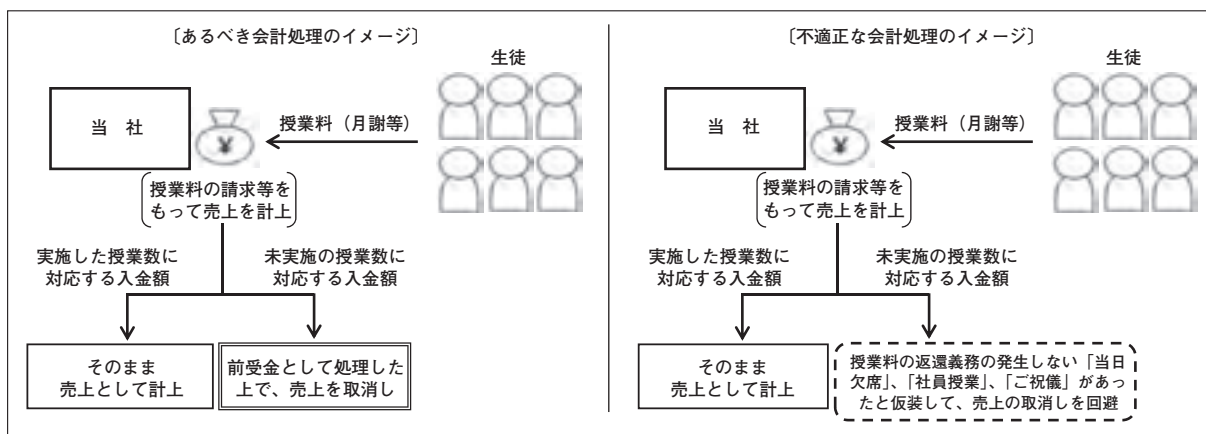 〔あるべき会計処理のイメージ〕
生徒
当　社
¥
授業料（月謝等）
授業料の請求等を
もって売上を計上
実施した授業数に
対応する入金額
未実施の授業数に
対応する入金額
そのまま
売上として計上
前受金として処理した
上で、売上を取消し
〔不適正な会計処理のイメージ〕
生徒
当　社
¥
授業料（月謝等）
授業料の請求等を
もって売上を計上
実施した授業数に
対応する入金額
未実施の授業数に
対応する入金額
そのまま
売上として計上
授業料の返還義務の発生しない「当日
欠席」、「社員授業」、「ご祝儀」があっ
たと仮装して、売上の取消しを回避